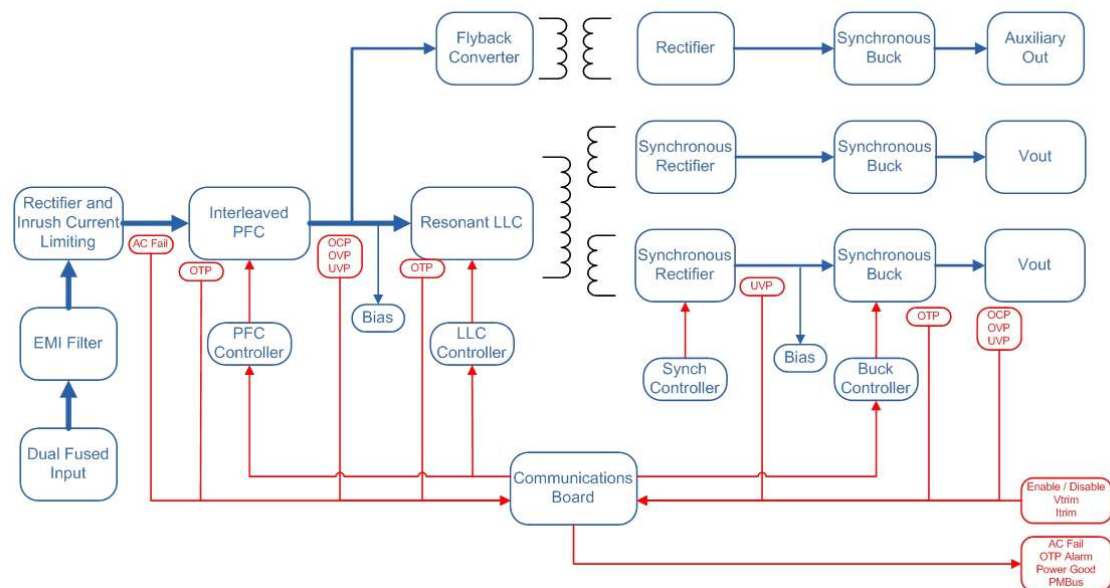 Flyback
Converter
Rectifier
Synchronous
Buck
Auxiliary
Out
Synchronous
Rectifier
Synchronous
Buck
Vout
Rectifier and
Inrush Current
Limiting
Interleaved
PFC
Resonant LLC
Synchronous
Rectifier
Synchronous
Buck
Vout
AC Fail
OTP
OCP
OVP
UVP
OTP
UVP
OTP
OCP
OVP
UVP
Bias
EMI Filter
PFC
Controller
LLC
Controller
Bias
Synch
Controller
Buck
Controller
Dual Fused
Input
Communications
Board
Enable / Disable
Vtrim
Itrim
AC Fail
OTP Alarm
Power Good
PMBus